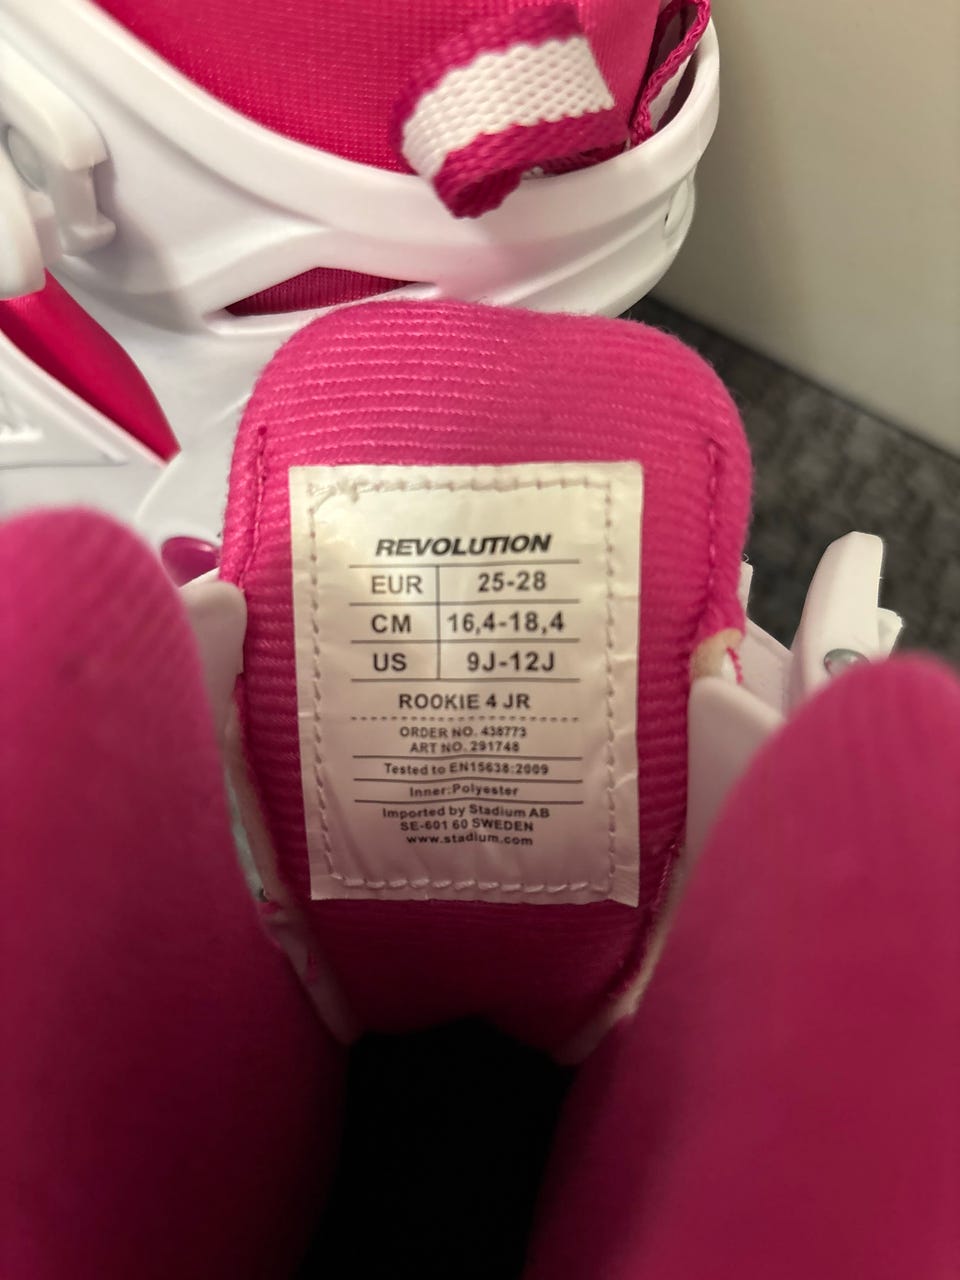 REVOLUTION
EUR 25-28
CM 16,4-18,4
US 9J-12J
ROOKIE 4 JR
ORDER NO. 438773
ART NO. 291748
Tested to EN15638:2009
Inner:Polyester
Imported by Stadium AB
SE-601 60 SWEDEN
www.stadium.com